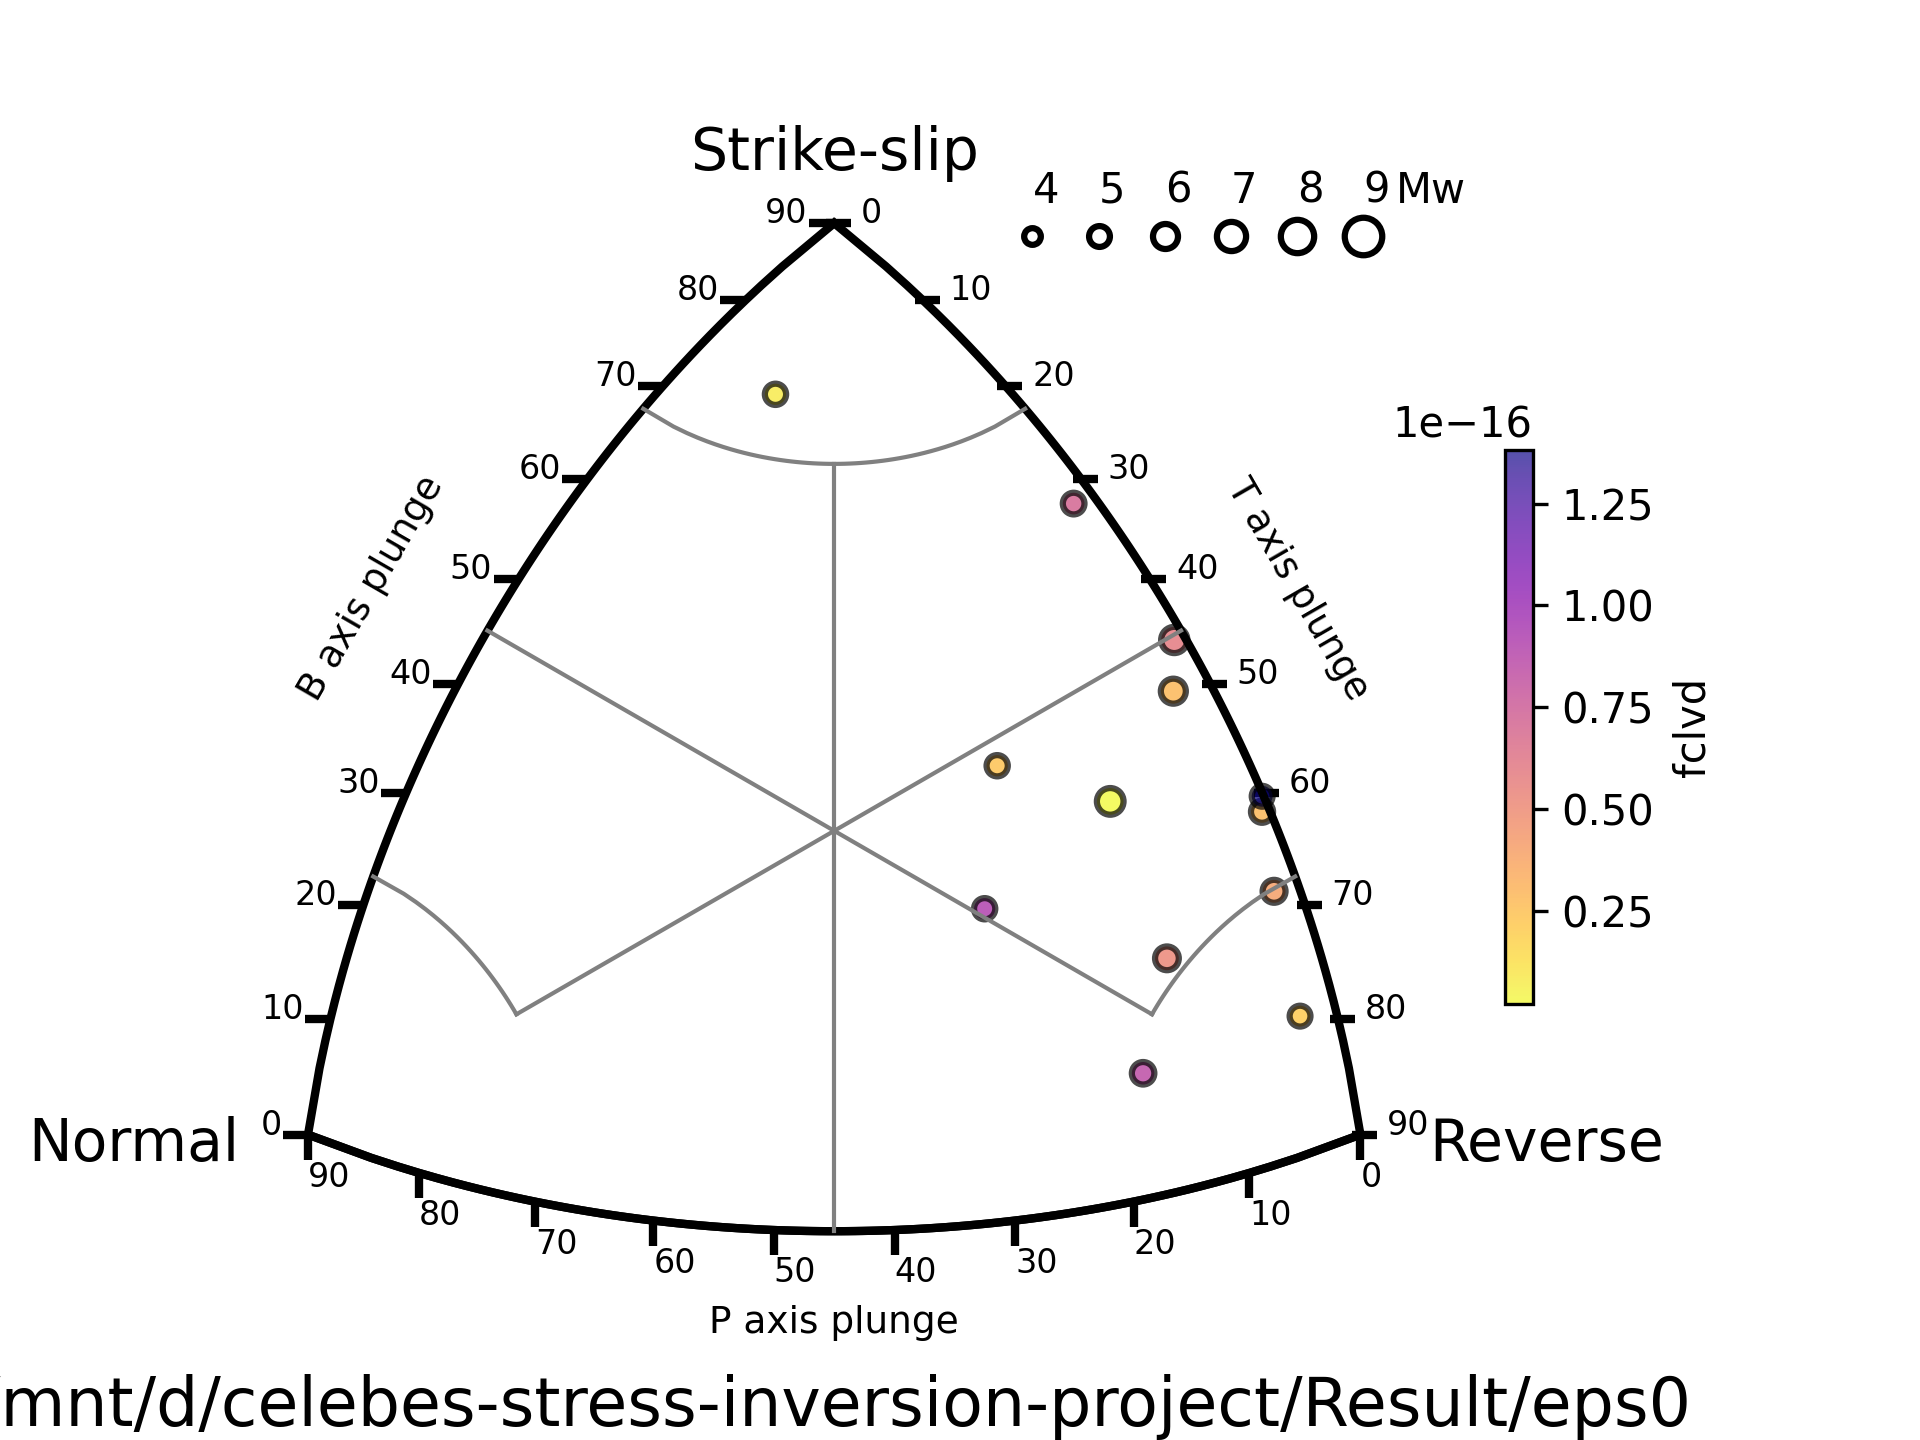 Strike-slip
4 5 6 7 8 9 Mw
90 0
80 10
70 20
60 30
50 40
40 50
30 60
20 70
10 80
0 90
B axis plunge
T axis plunge
Normal
Reverse
90 80 70 60 50 40 30 20 10 0
P axis plunge
1e−16
1.25
1.00
0.75
0.50
0.25
fclvd
mnt/d/celebes-stress-inversion-project/Result/eps0